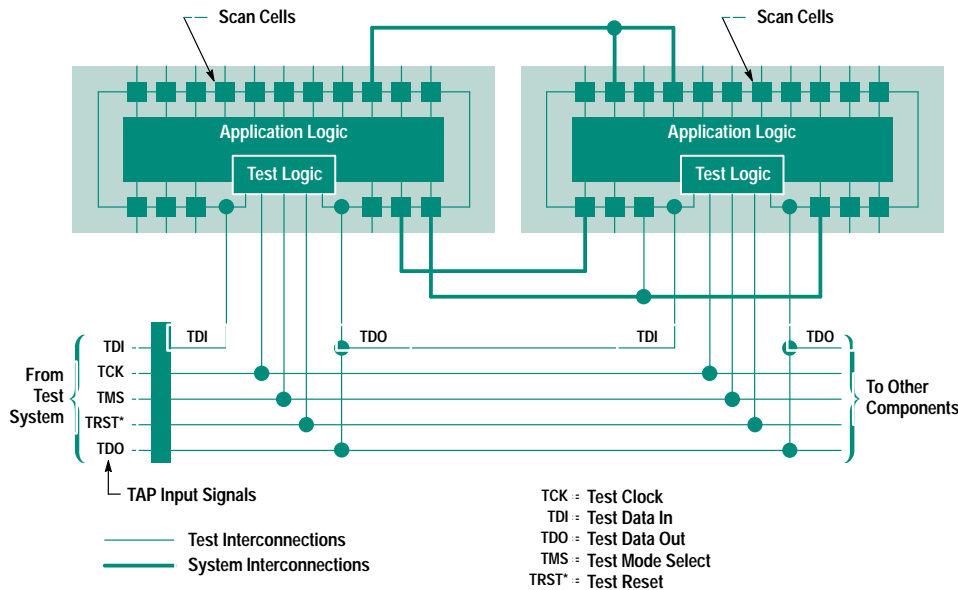 Scan Cells
Scan Cells
Application Logic
Test Logic
Application Logic
Test Logic
TDI
TDO
TDI
TDO
From
Test
System
TDI
TCK
TMS
TRST*
TDO
To Other
Components
TAP Input Signals
Test Interconnections
System Interconnections
TCK = Test Clock
TDI = Test Data In
TDO = Test Data Out
TMS = Test Mode Select
TRST* = Test Reset